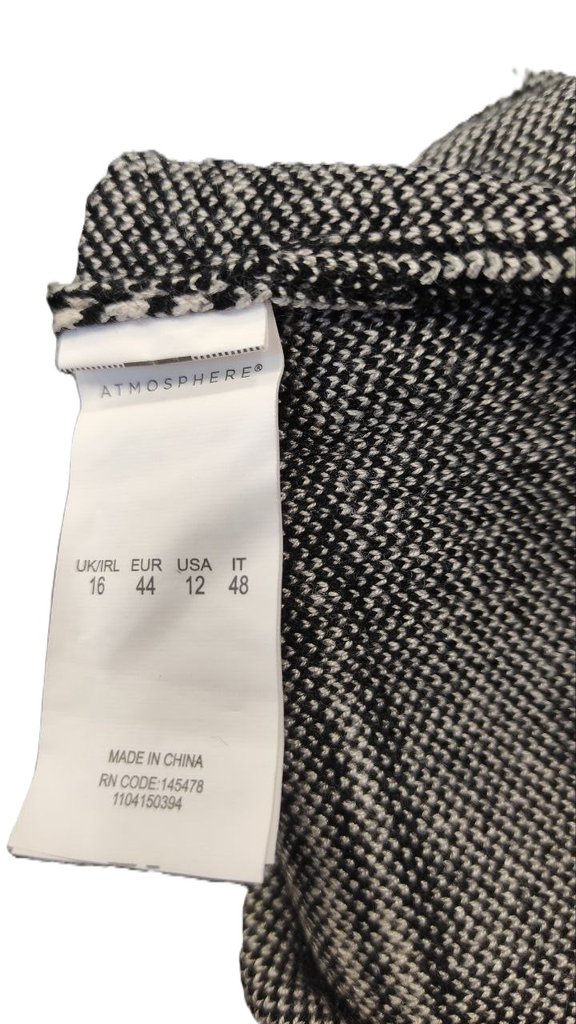 ATMOSPHERE®
UK/IRL EUR USA IT
16 44 12 48
MADE IN CHINA
RN CODE:145478
1104150394